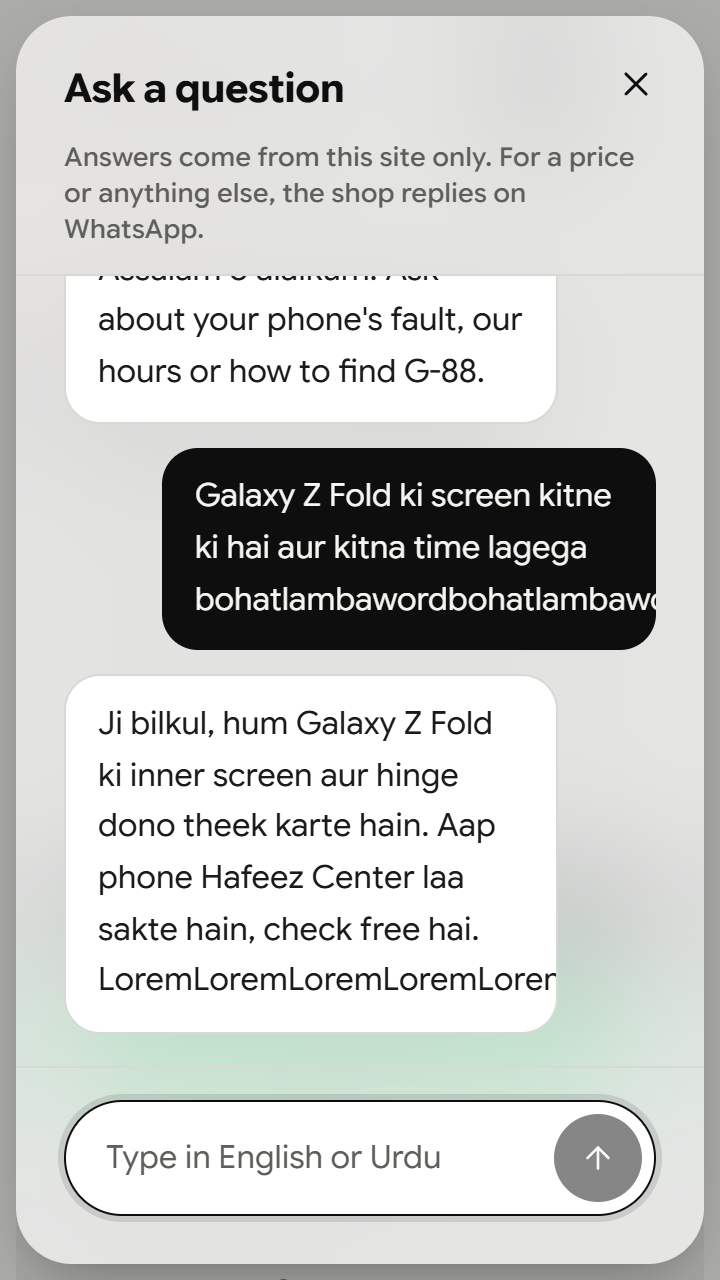 Ask a question
Answers come from this site only. For a price
or anything else, the shop replies on
WhatsApp.
about your phone's fault, our
hours or how to find G-88.
Galaxy Z Fold ki screen kitne
ki hai aur kitna time lagega
Ji bilkul, hum Galaxy Z Fold
ki inner screen aur hinge
dono theek karte hain. Aap
phone Hafeez Center laa
sakte hain, check free hai.
Type in English or Urdu